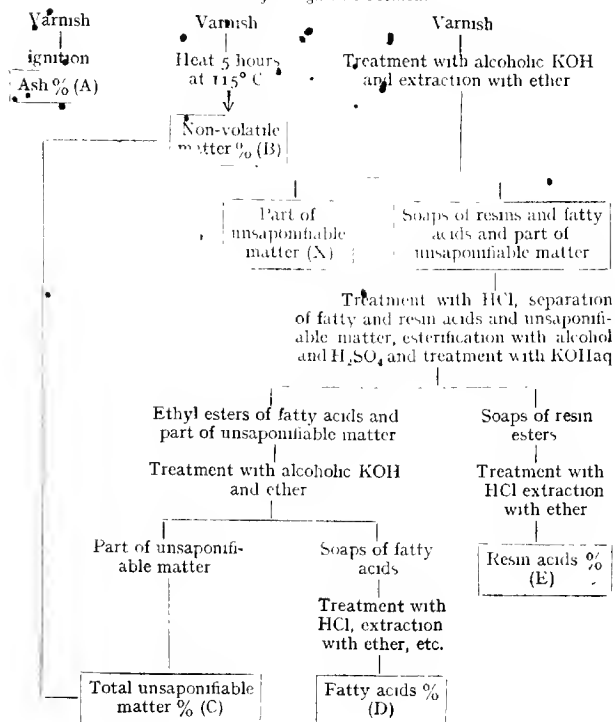 Varnish
ignition
Ash % (A)
Varnish
Heat 5 hours
at 115° C
Non-volatile
matter % (B)
Varnish
Treatment with alcoholic KOH
and extraction with ether
Part of
unsaponifiable
matter (X)
Soaps of resins and fatty
acids and part of
unsaponifiable matter
Treatment with HCl, separation
of fatty and resin acids and unsaponifi-
able matter, esterification with alcohol
and H₂SO₄ and treatment with KOHaq
Ethyl esters of fatty acids and
part of unsaponifiable matter
Treatment with alcoholic KOH
and ether
Soaps of resin
esters
Treatment with
HCl extraction
with ether
Resin acids %
(E)
Part of unsaponifi-
able matter
Soaps of fatty
acids
Treatment with
HCl, extraction
with ether, etc.
Total unsaponifiable
matter % (C)
Fatty acids %
(D)